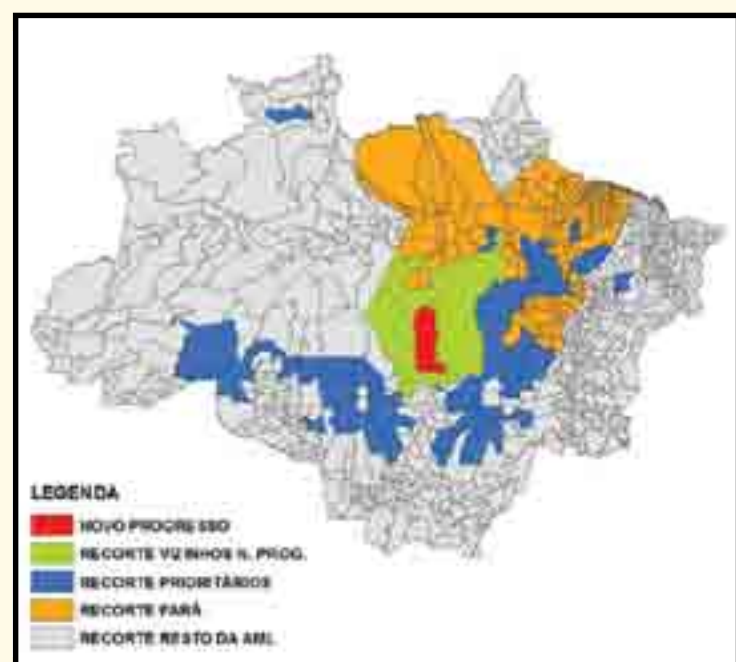 LEGENDA
NOVO PROGRESSO
RECORTE VIZINHOS N. PROG.
RECORTE PRIORITÁRIOS
RECORTE PARÁ
RECORTE RESTO DA AML